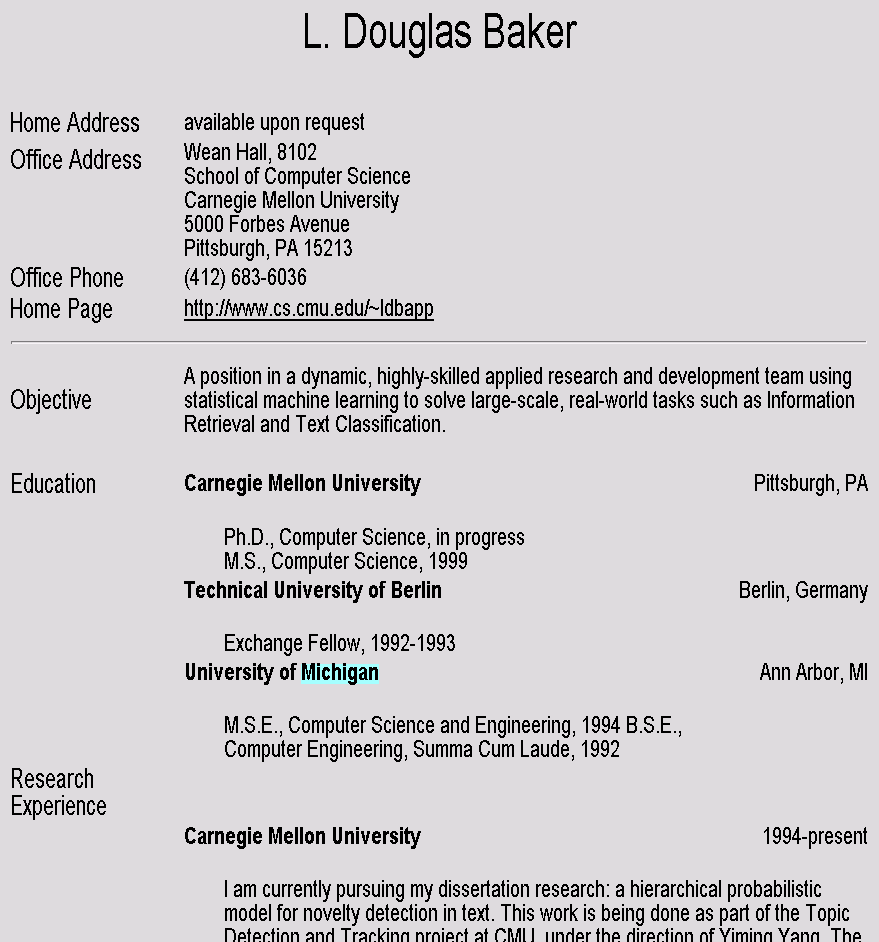 L. Douglas Baker
Home Address available upon request
Office Address Wean Hall, 8102
School of Computer Science
Carnegie Mellon University
5000 Forbes Avenue
Pittsburgh, PA 15213
Office Phone (412) 683-6036
Home Page http://www.cs.cmu.edu/~ldbapp
Objective A position in a dynamic, highly-skilled applied research and development team using
statistical machine learning to solve large-scale, real-world tasks such as Information
Retrieval and Text Classification.
Education Carnegie Mellon University Pittsburgh, PA
Ph.D., Computer Science, in progress
M.S., Computer Science, 1999
Technical University of Berlin Berlin, Germany
Exchange Fellow, 1992-1993
University of Michigan Ann Arbor, MI
M.S.E., Computer Science and Engineering, 1994 B.S.E.,
Computer Engineering, Summa Cum Laude, 1992
Research
Experience
Carnegie Mellon University 1994-present
I am currently pursuing my dissertation research: a hierarchical probabilistic
model for novelty detection in text. This work is being done as part of the Topic
Detection and Tracking project at CMU, under the direction of Yiming Yang. The